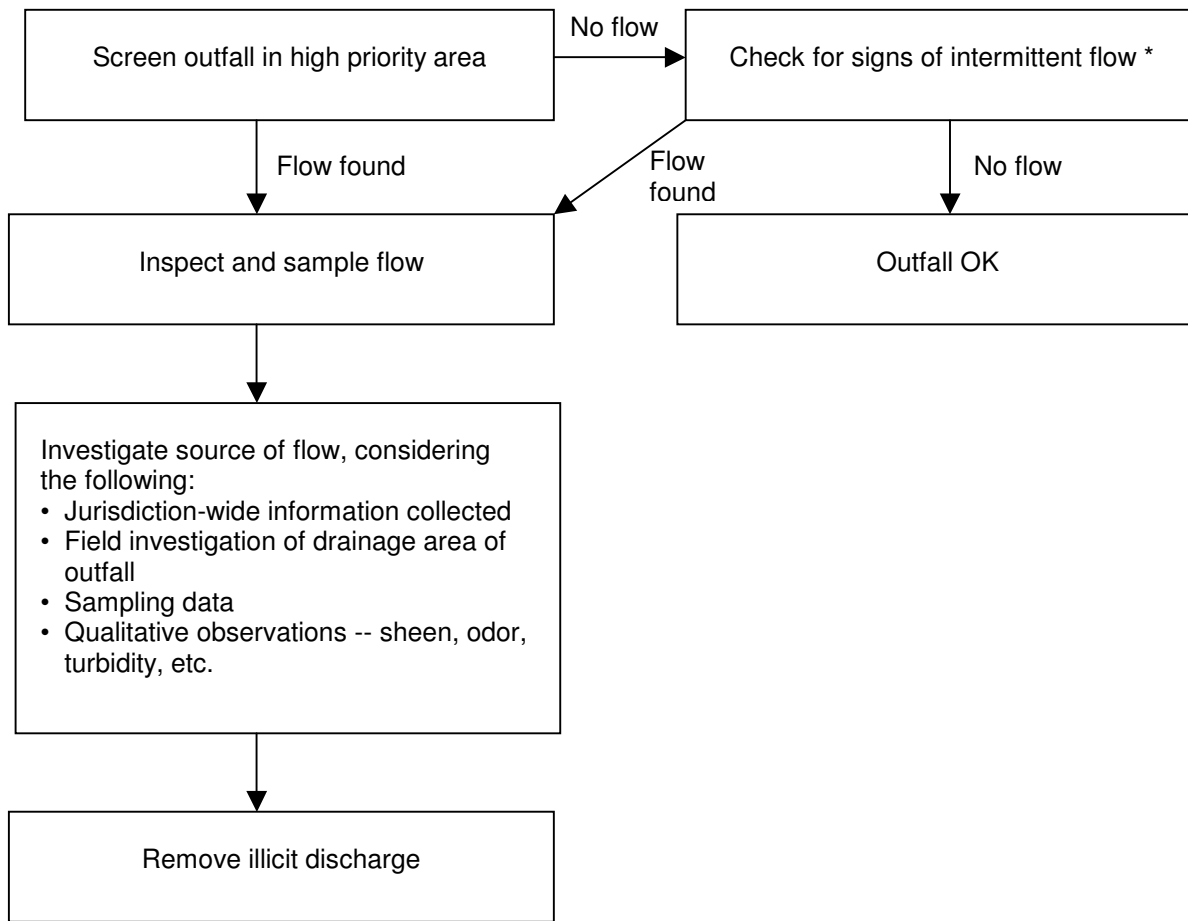 No flow
Screen outfall in high priority area
Check for signs of intermittent flow *
Flow found
Flow
found
No flow
Inspect and sample flow
Outfall OK
Investigate source of flow, considering
the following:
• Jurisdiction-wide information collected
• Field investigation of drainage area of
outfall
• Sampling data
• Qualitative observations -- sheen, odor,
turbidity, etc.
Remove illicit discharge